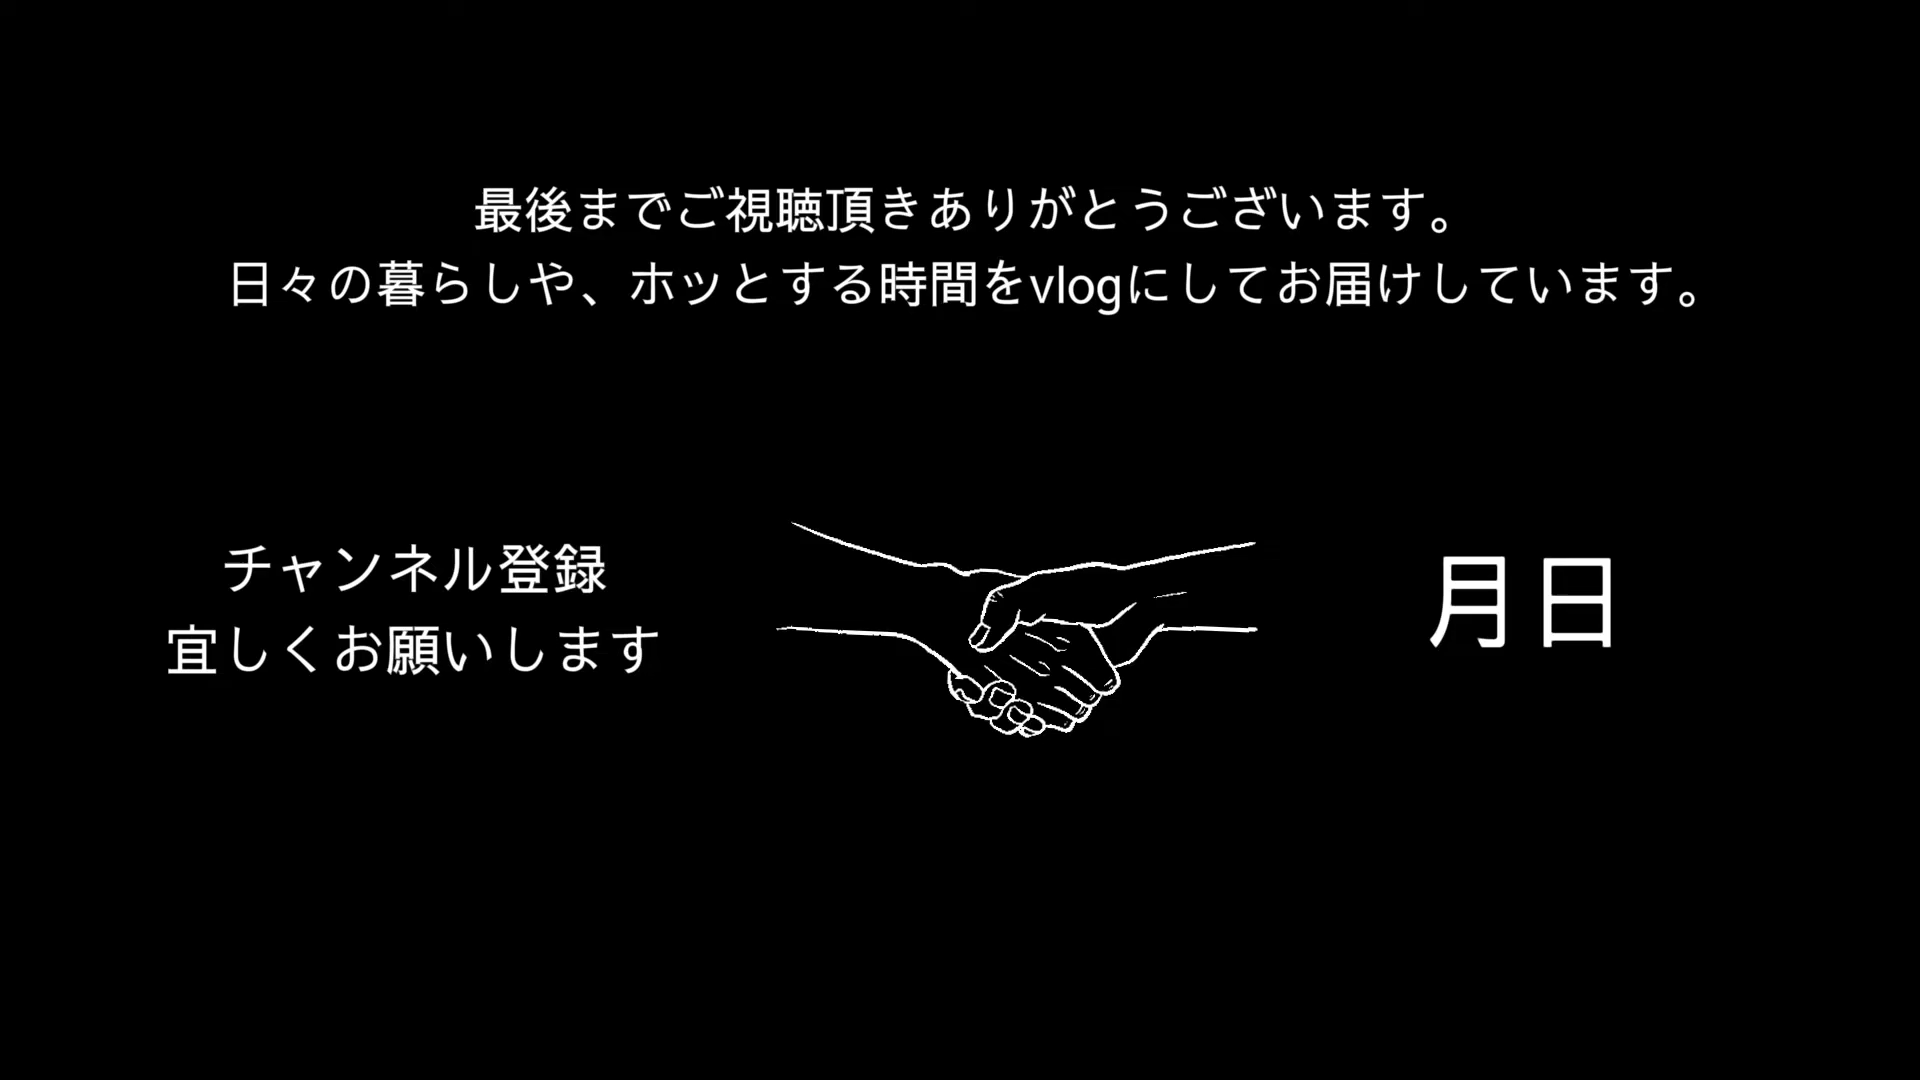 最後までご視聴頂きありがとうございます。
日々の暮らしや、ホッとする時間をvlogにしてお届けしています。
チャンネル登録
宜しくお願いします
月日